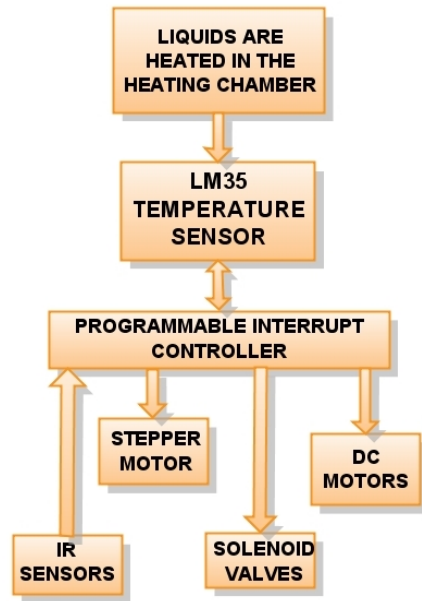 LIQUIDS ARE
HEATED IN THE
HEATING CHAMBER
LM35
TEMPERATURE
SENSOR
PROGRAMMABLE INTERRUPT
CONTROLLER
STEPPER
MOTOR
DC
MOTORS
IR
SENSORS
SOLENOID
VALVES